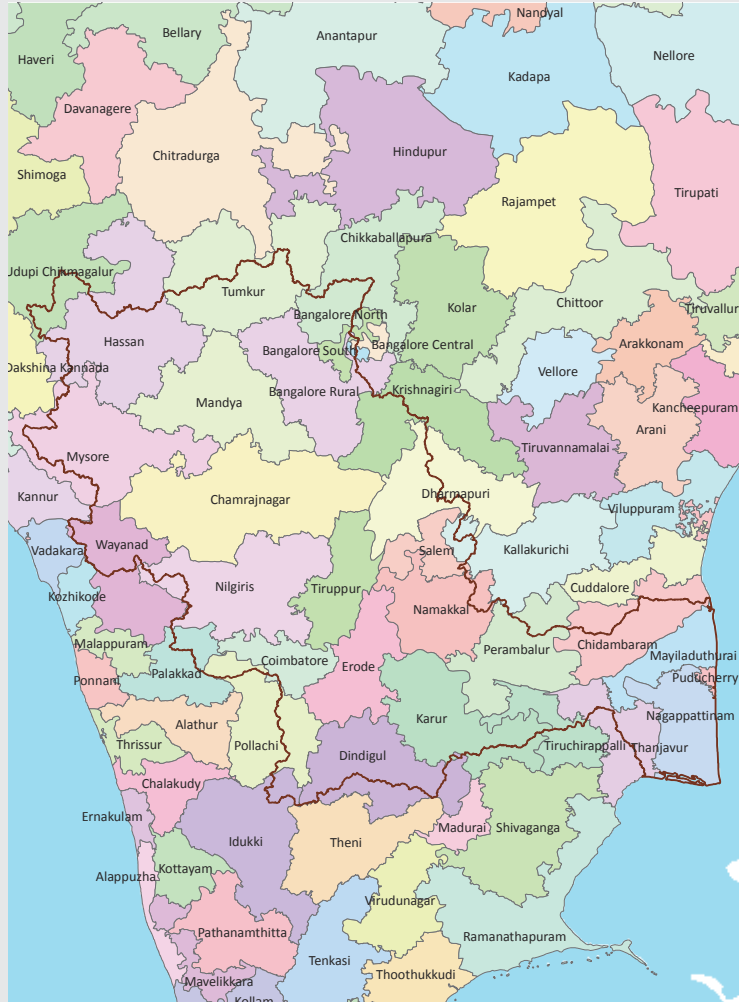 Nandyal
Bellary
Anantapur
Haveri
Nellore
Kadapa
Davanagere
Hindupur
Chitradurga
Shimoga
Tirupati
Rajampet
Chikkaballapura
Udupi Chikmagalur
Tumkur
Chittoor
Kolar
Bangalore North
Tiruvallur
Hassan
Bangalore Central
Arakkonam
Bangalore South
Dakshina Kannada
Vellore
Bangalore Rural
Krishnagiri
Mandya
Kancheepuram
Arani
Tiruvannamalai
Mysore
Kannur
Chamrajnagar
Dharmapuri
Viluppuram
Vadakara
Wayanad
Salem
Kallakurichi
Nilgiris
Tiruppur
Cuddalore
Kozhikode
Namakkal
Malappuram
Perambalur
Chidambaram
Mayiladuthurai
Coimbatore
Erode
Palakkad
Ponnani
Puducherry
Nagappattinam
Alathur
Karur
Thrissur
Pollachi
Tiruchirappalli
Thanjavur
Dindigul
Chalakudy
Ernakulam
Madurai
Shivaganga
Idukki
Theni
Kottayam
Alappuzha
Virudunagar
Pathanamthitta
Ramanathapuram
Tenkasi
Thoothukkudi
Mavelikkara
Kollam